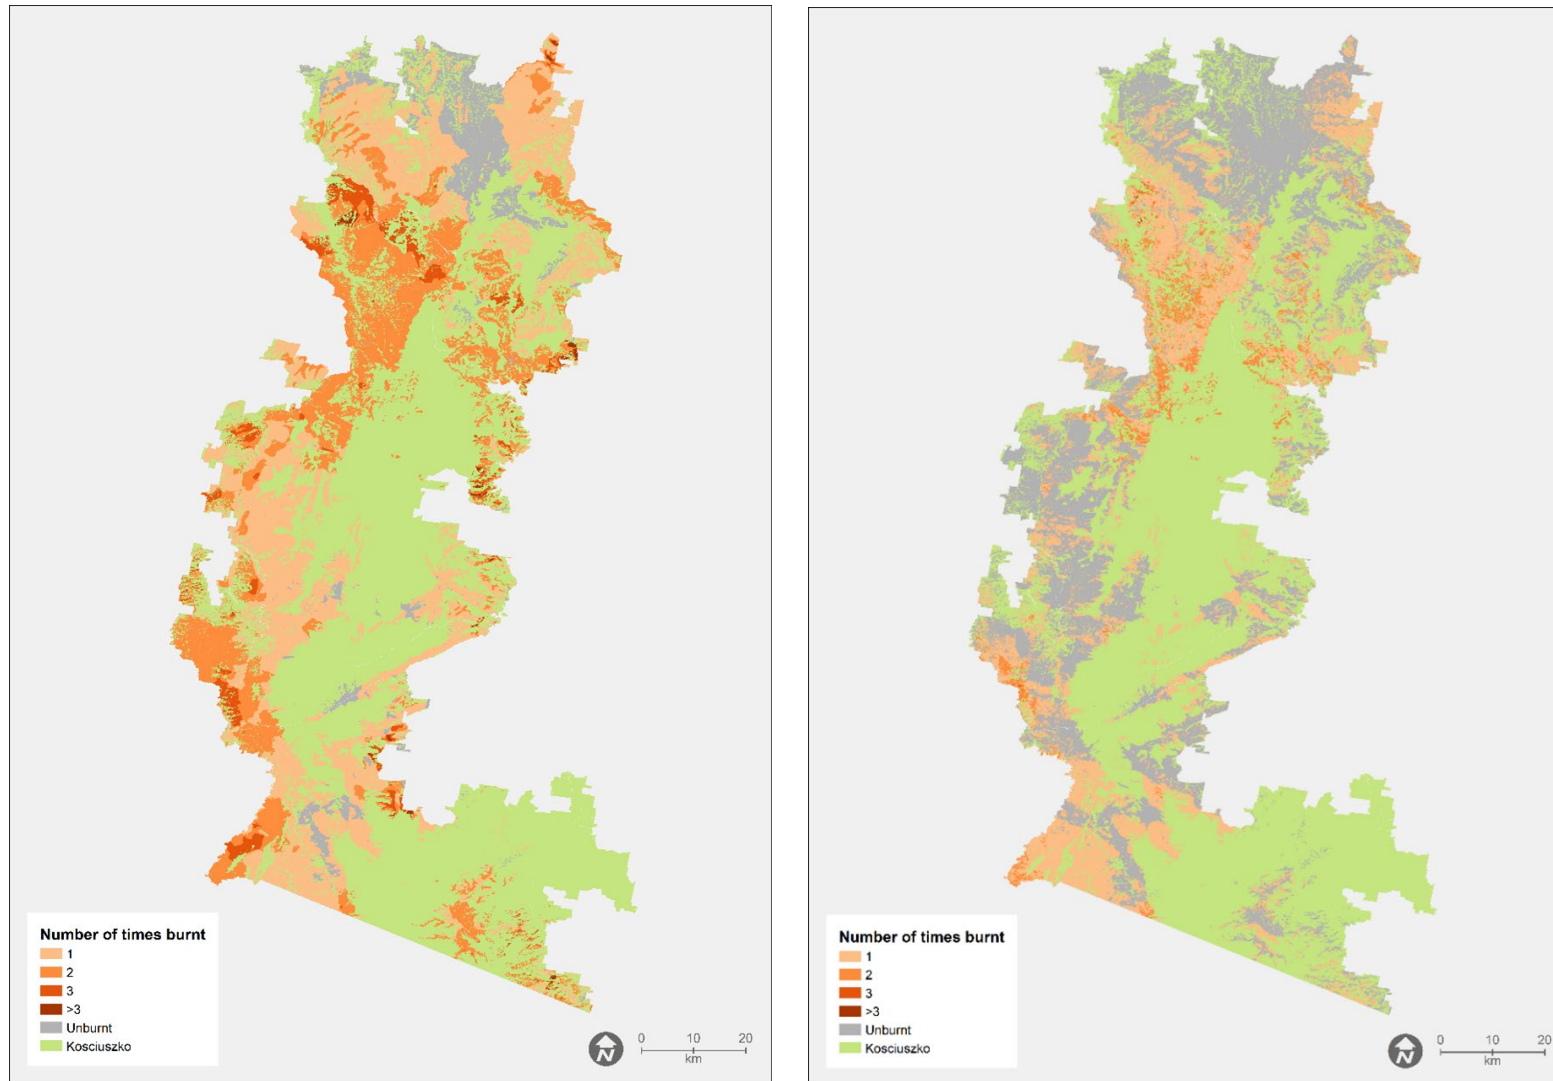 Number of times burnt
1
2
3
>3
Unburnt
Kosciuszko
N
0 10 20
km
Number of times burnt
1
2
3
>3
Unburnt
Kosciuszko
N
0 10 20
km